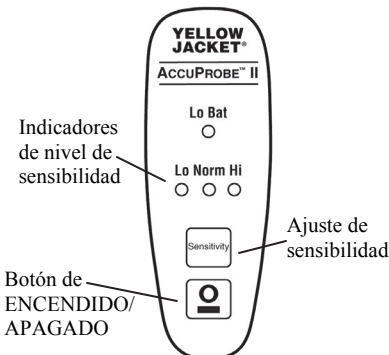 YELLOW
JACKET®
ACCUPROBE™ II
Lo Bat
Lo Norm Hi
Indicadores
de nivel de
sensibilidad
Sensitivity
Ajuste de
sensibilidad
Botón de
ENCENDIDO/
APAGADO